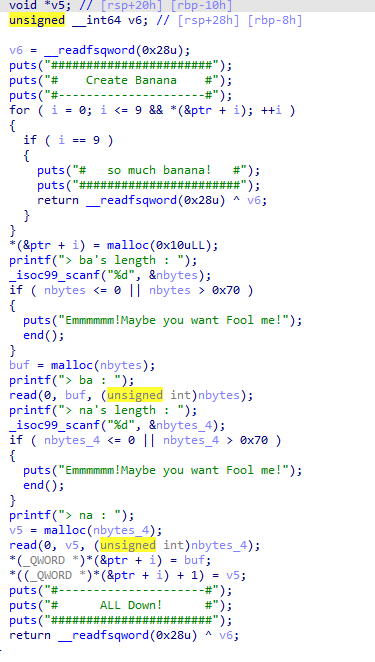 void *v5; // [rsp+20h] [rbp-10h]
unsigned __int64 v6; // [rsp+28h] [rbp-8h]

v6 = __readfsqword(0x28u);
puts("#######################");
puts("#    Create Banana    #");
puts("#---------------------#");
for ( i = 0; i <= 9 && *(&ptr + i); ++i )
{
  if ( i == 9 )
  {
    puts("#   so much banana!   #");
    puts("#######################");
    return __readfsqword(0x28u) ^ v6;
  }
}
*(&ptr + i) = malloc(0x10uLL);
printf("> ba's length : ");
_isoc99_scanf("%d", &nbytes);
if ( nbytes <= 0 || nbytes > 0x70 )
{
  puts("Emmmmmm!Maybe you want Fool me!");
  end();
}
buf = malloc(nbytes);
printf("> ba : ");
read(0, buf, (unsigned int)nbytes);
printf("> na's length : ");
_isoc99_scanf("%d", &nbytes_4);
if ( nbytes_4 <= 0 || nbytes_4 > 0x70 )
{
  puts("Emmmmmm!Maybe you want Fool me!");
  end();
}
printf("> na : ");
v5 = malloc(nbytes_4);
read(0, v5, (unsigned int)nbytes_4);
*(_QWORD *)*(&ptr + i) = buf;
*((_QWORD *)*(&ptr + i) + 1) = v5;
puts("#---------------------#");
puts("#      ALL Down!      #");
puts("#######################");
return __readfsqword(0x28u) ^ v6;